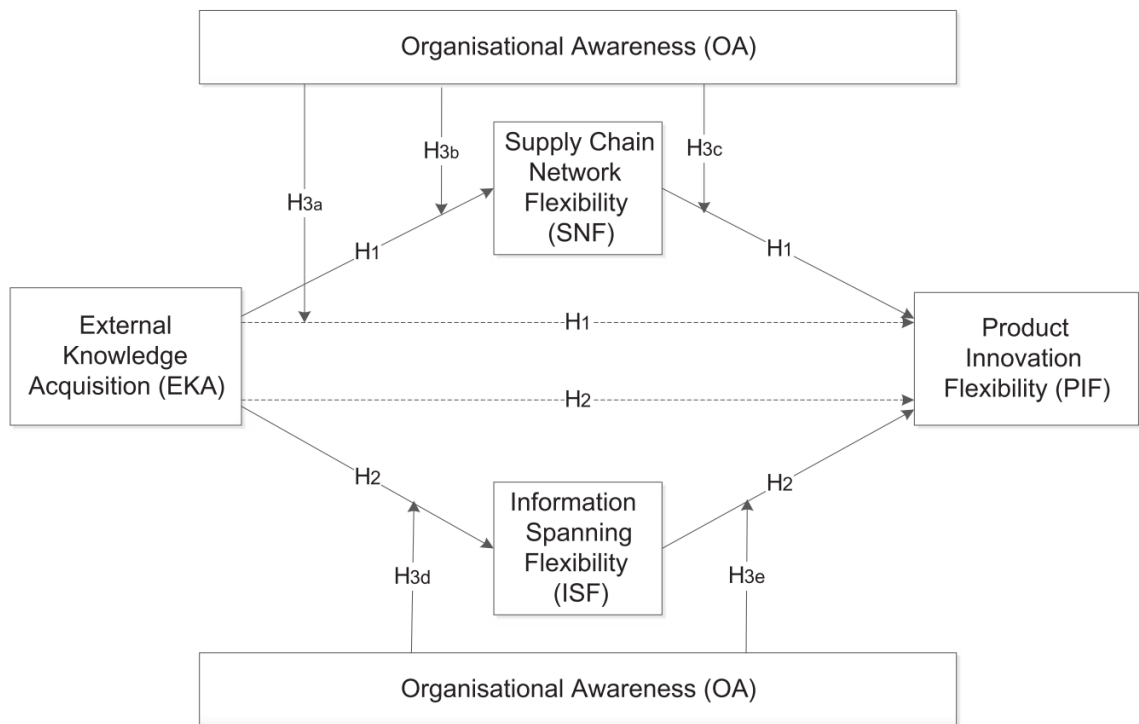 Organisational Awareness (OA)
Supply Chain
Network
Flexibility
(SNF)
H3b
H3c
H3a
H1
H1
External
Knowledge
Acquisition (EKA)
H1
Product
Innovation
Flexibility (PIF)
H2
H2
H2
Information
Spanning
Flexibility
(ISF)
H3d
H3e
Organisational Awareness (OA)